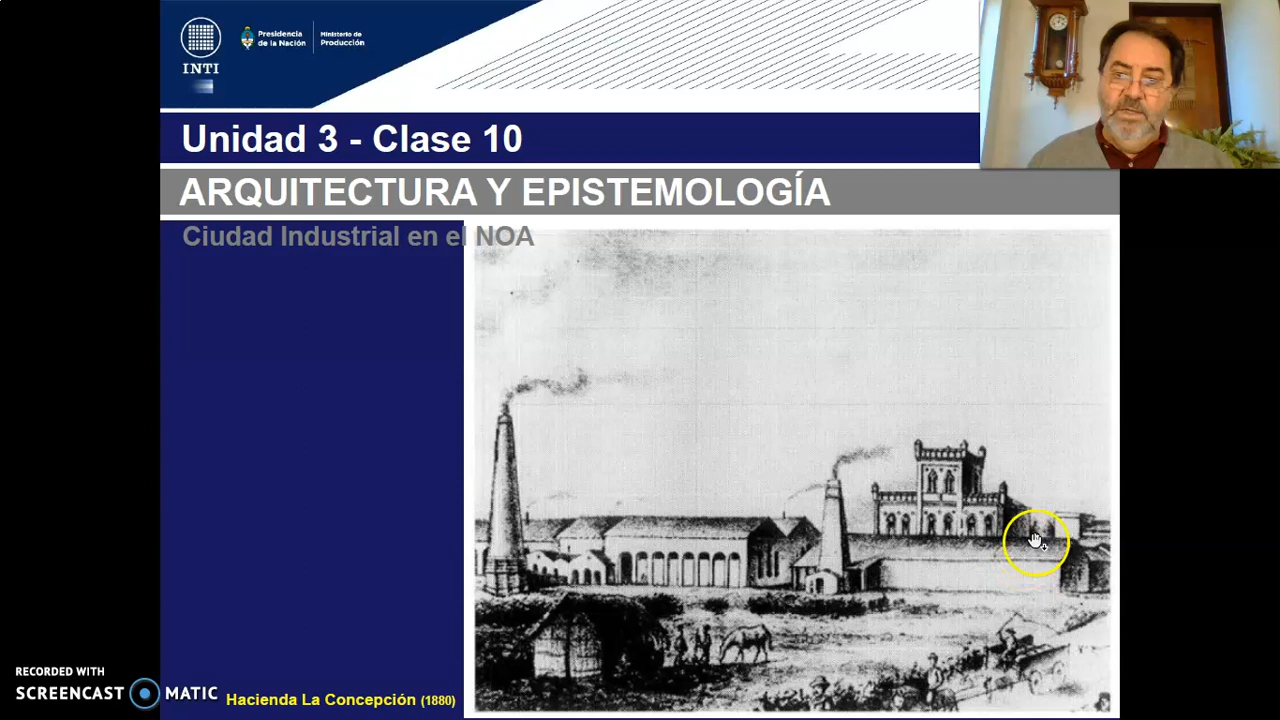 INTI
Presidencia
de la Nación
Ministerio de
Producción
Unidad 3 - Clase 10
ARQUITECTURA Y EPISTEMOLOGÍA
Ciudad Industrial en el NOA
RECORDED WITH
SCREENCAST MATIC
Hacienda La Concepción (1880)